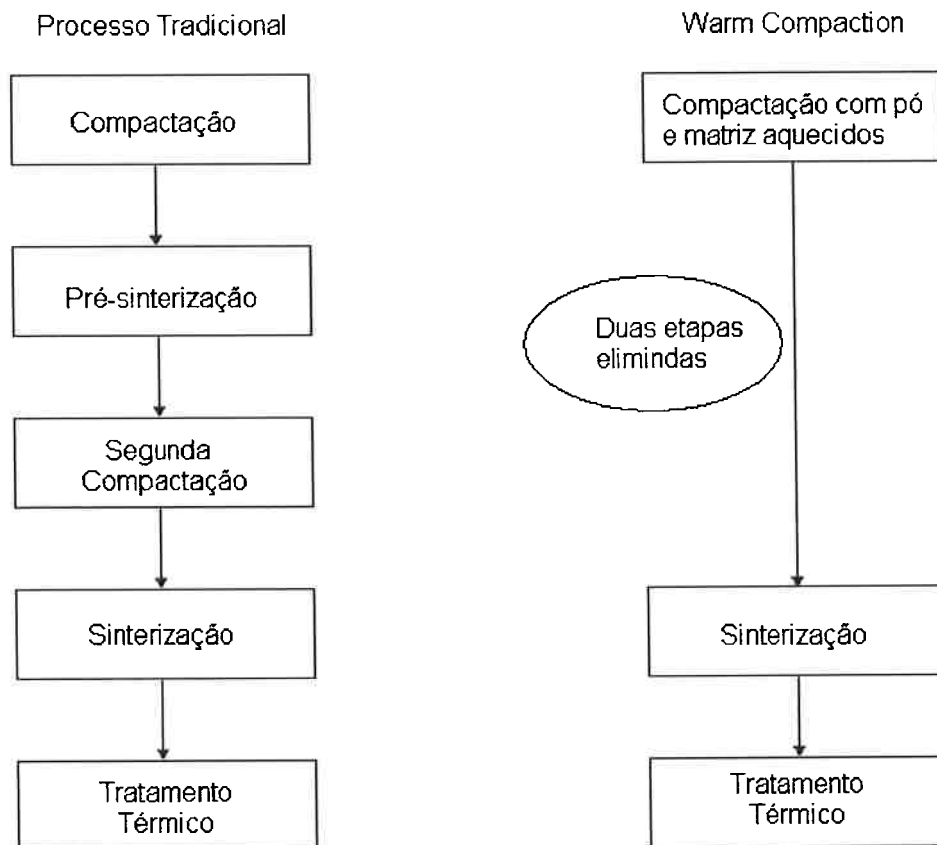 Processo Tradicional
Compactação
Pré-sinterização
Segunda
Compactação
Sinterização
Tratamento
Térmico
Warm Compaction
Compactação com pó
e matriz aquecidos
Duas etapas
elimindas
Sinterização
Tratamento
Térmico